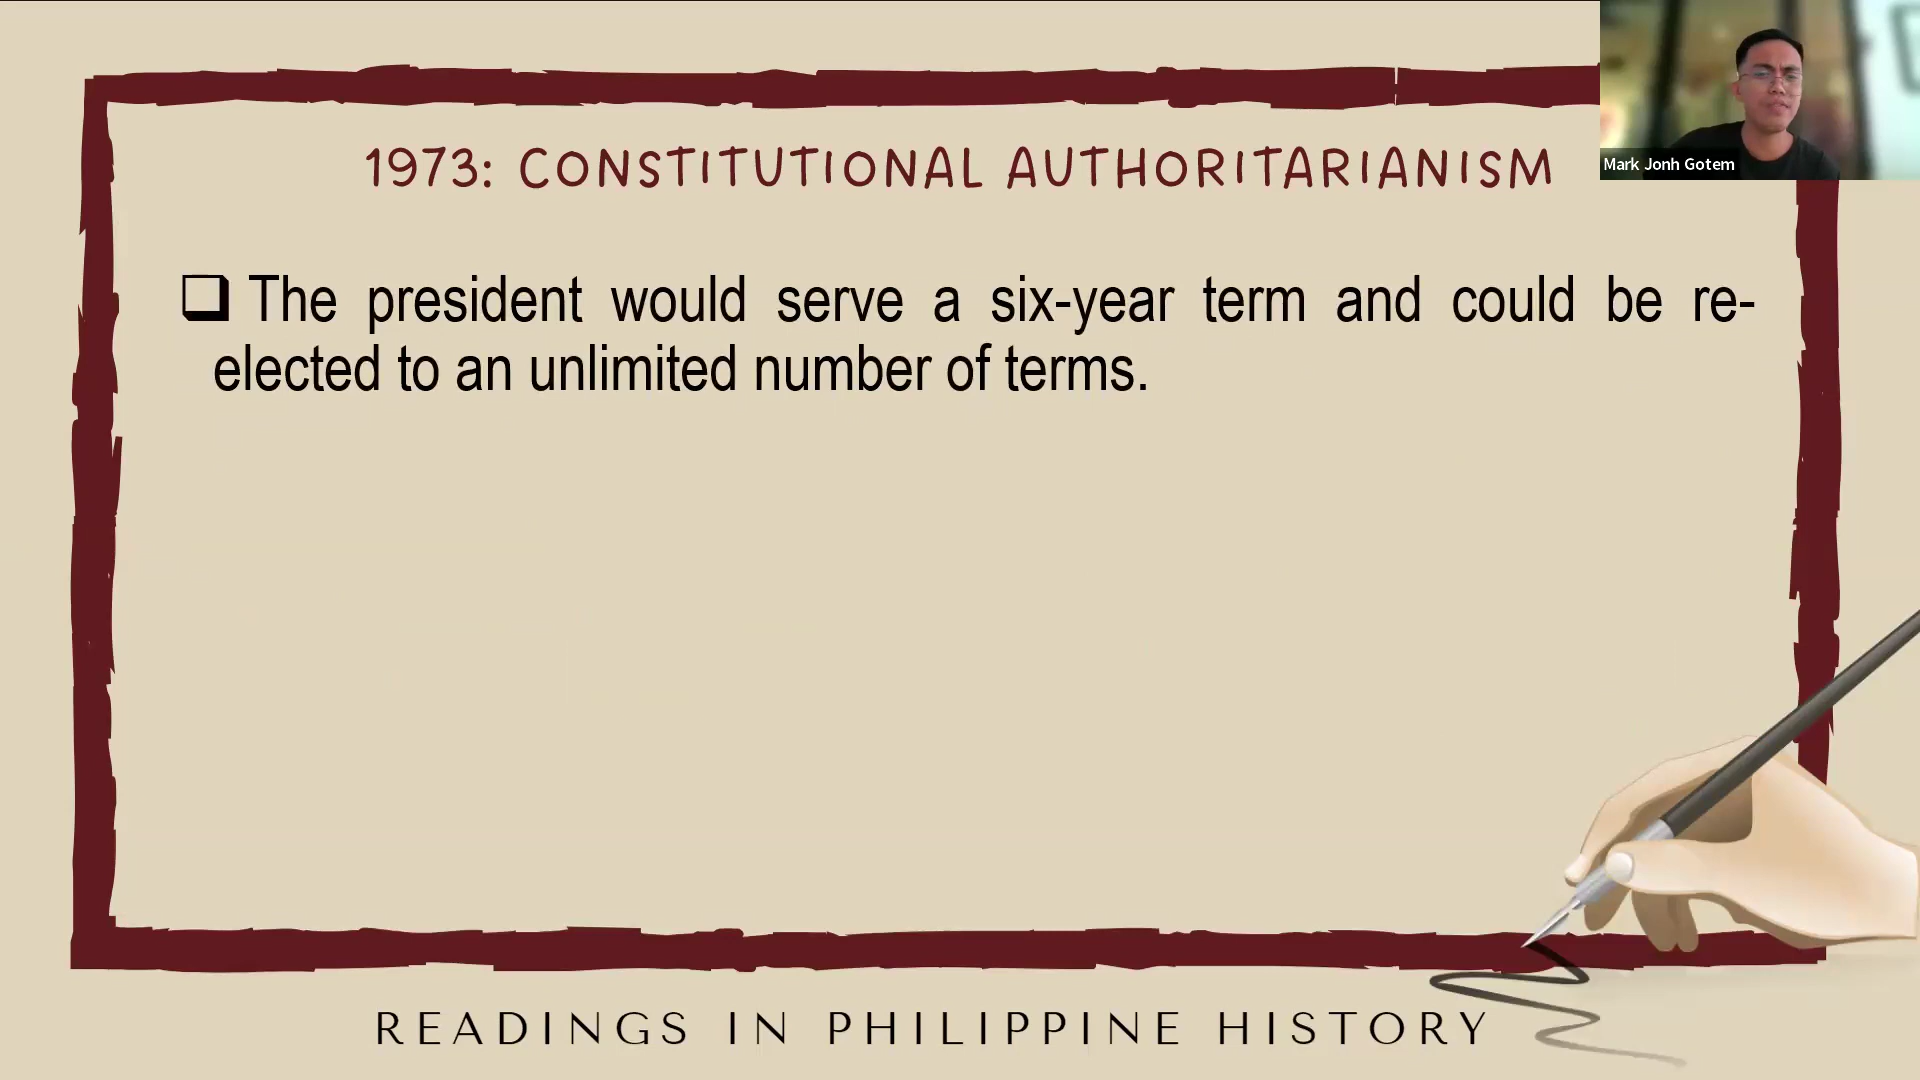 1973: CONSTITUTIONAL AUTHORITARIANISM
Mark Jonh Gotem
❑ The president would serve a six-year term and could be re-
elected to an unlimited number of terms.
READINGS IN PHILIPPINE HISTORY